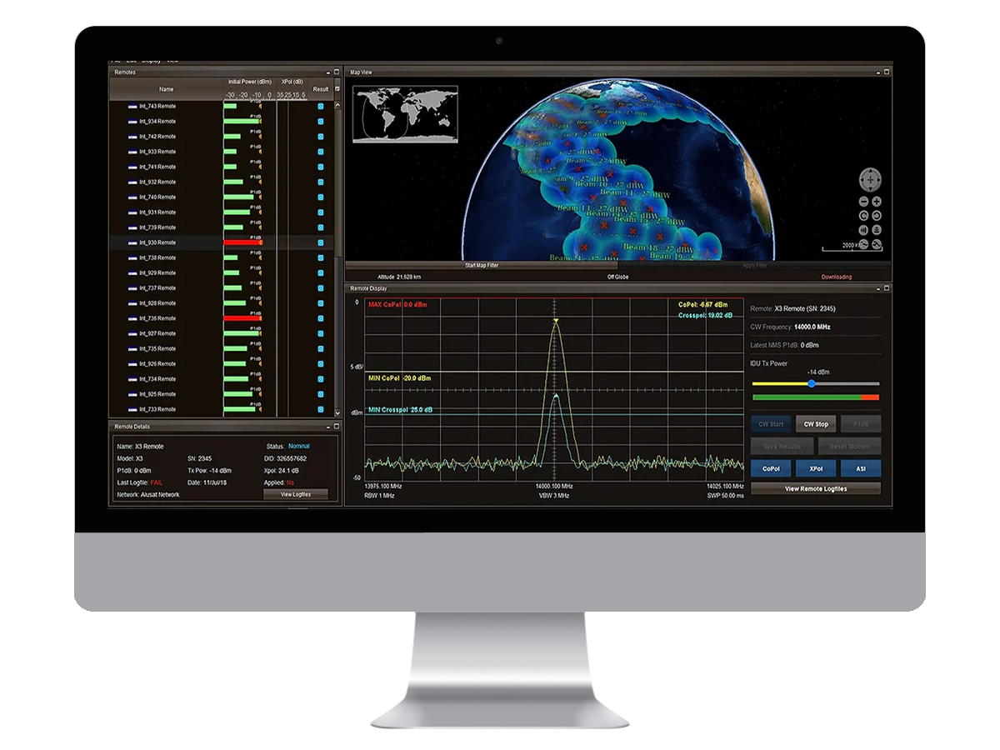 Display View
Remotes
Name
Initial Power (dBm)
XPol (dB)
Result
-30 -20 -10 0
35 25 15 5
Int_743 Remote P1dB
Int_934 Remote P1dB
Int_742 Remote P1dB
Int_933 Remote P1dB
Int_741 Remote P1dB
Int_932 Remote P1dB
Int_740 Remote P1dB
Int_931 Remote P1dB
Int_739 Remote P1dB
Int_930 Remote P1dB
Int_738 Remote P1dB
Int_929 Remote P1dB
Int_737 Remote P1dB
Int_928 Remote P1dB
Int_736 Remote P1dB
Int_927 Remote P1dB
Int_735 Remote P1dB
Int_926 Remote P1dB
Int_734 Remote P1dB
Int_925 Remote P1dB
Int_733 Remote P1dB
Remote Details
Name: X3 Remote
Status: Nominal
Model: X3
SN: 2345
DID: 326557682
P1dB: 0 dBm
Tx Pow: -14 dBm
Xpol: 24.1 dB
Last Logfile: FAIL
Date: 11/Jul/18
Applied: No
Network: Alusat Network
View Logfiles
Map View
27 dBW
Beam 10 : 27 dBW
Beam 13 : 27 dBW
Beam 14 : 27 dBW
Beam 18 : 27 dBW
Beam 19 : 2
2000
Start Map Filter
Apply Filter
Altitude 21,628 km
Off Globe
Downloading
Remote Display
0
5 dB/
dBm
-50
MAX CoPol 0.0 dBm
CoPol: -6.67 dBm
Crosspol: 19.02 dB
MIN CoPol -20.0 dBm
MIN Crosspol 25.0 dB
13975.100 MHz
14000.100 MHz
14025.100 MHz
RBW 1 MHz
VBW 3 MHz
SWP 50.00 ms
Remote: X3 Remote (SN: 2345)
CW Frequency: 14000.0 MHz
Latest NMS P1dB: 0 dBm
IDU Tx Power
-14 dBm
CW Start
CW Stop
P1dB
Save Results
Reset Modem
CoPol
XPol
ASI
View Remote Logfiles